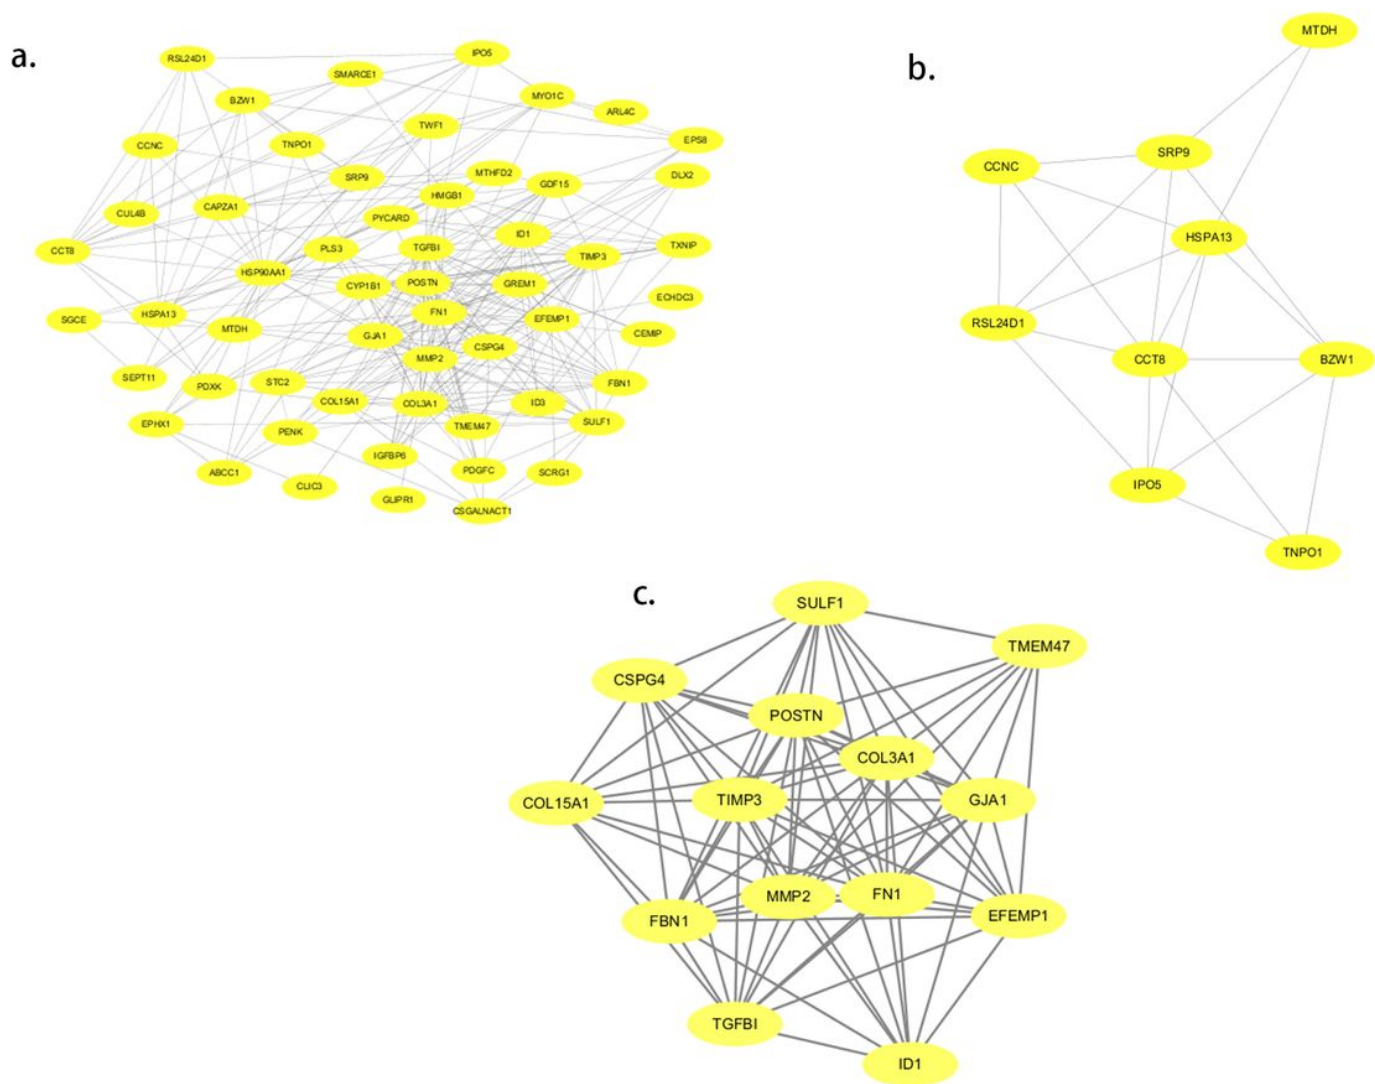 a.
RSL24D1
IPO5
SMARCE1
BZW1
MYO1C
ARL4C
TWF1
EPS8
CCNC
TNPO1
SRP9
MTHFD2
GDF15
DLX2
HMGB1
CUL4B
CAPZA1
PYCARD
ID1
CCT8
PLS3
TGFBI
TIMP3
TXNIP
HSP90AA1
CYP1B1
POSTN
GREM1
ECHDC3
SGCE
HSPA13
MTDH
FN1
EFEMP1
GJA1
CSPG4
CEMIP
MMP2
SEPT11
PDXK
STC2
FBN1
COL15A1
COL3A1
ID3
EPHX1
PENK
TMEM47
SULF1
IGFBP6
ABCC1
PDGFC
SCRG1
CLIC3
GLIPR1
CSGALNACT1
b.
MTDH
SRP9
CCNC
HSPA13
RSL24D1
CCT8
BZW1
IPO5
TNPO1
c.
SULF1
TMEM47
CSPG4
POSTN
COL3A1
COL15A1
TIMP3
GJA1
MMP2
FN1
FBN1
EFEMP1
TGFBI
ID1